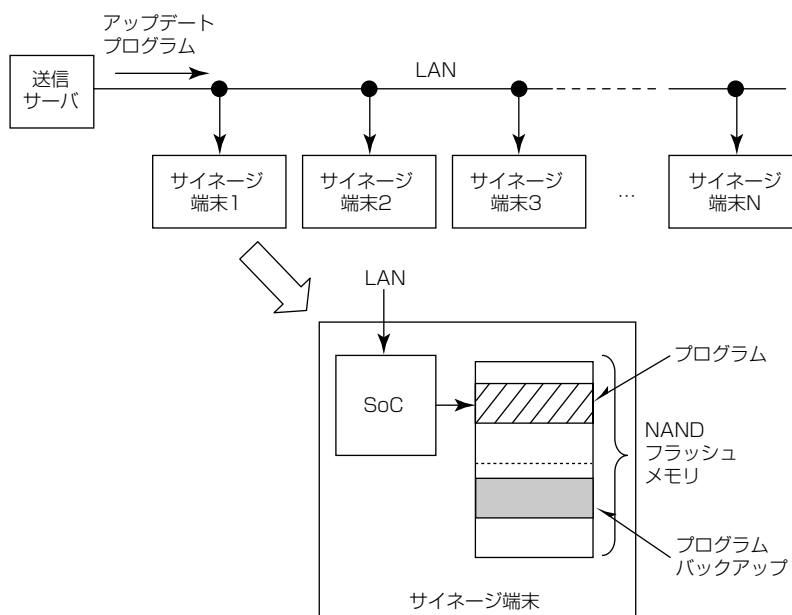 アップデート
プログラム
送信
サーバ
LAN
サイネージ
端末1
サイネージ
端末2
サイネージ
端末3
…
サイネージ
端末N
LAN
SoC
プログラム
NAND
フラッシュ
メモリ
プログラム
バックアップ
サイネージ端末